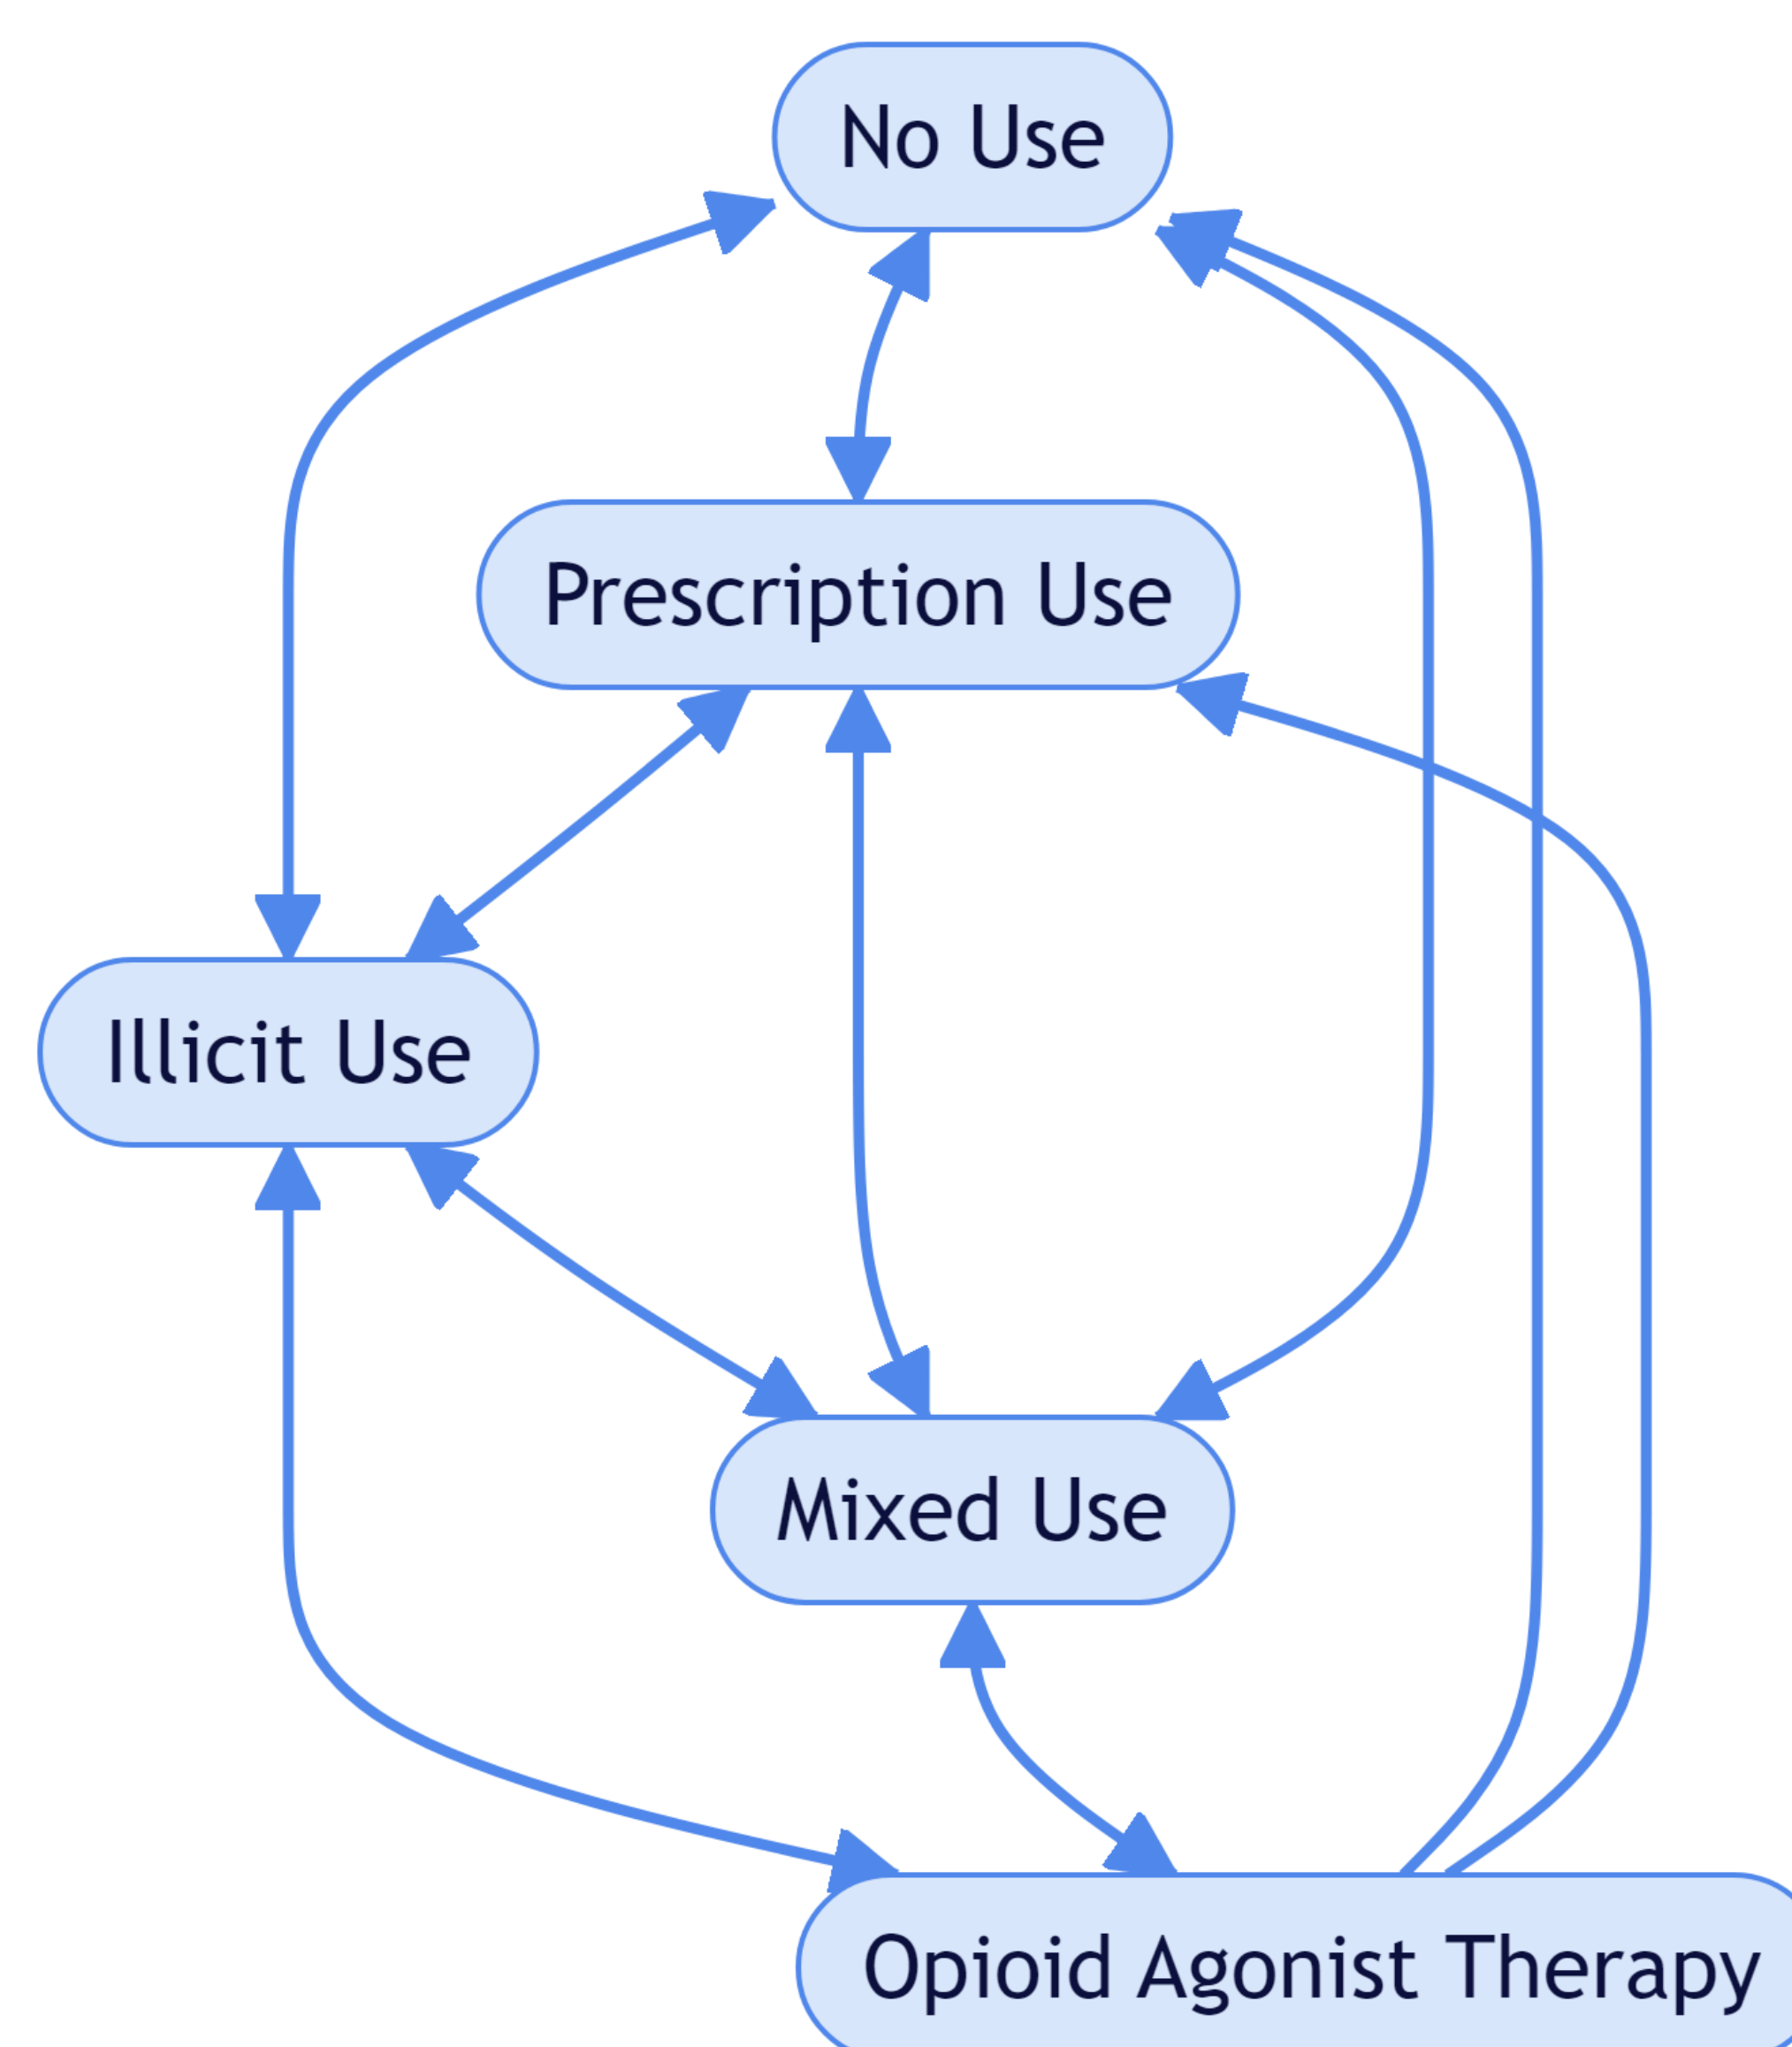 No Use
Prescription Use
Illicit Use
Mixed Use
Opioid Agonist Therapy